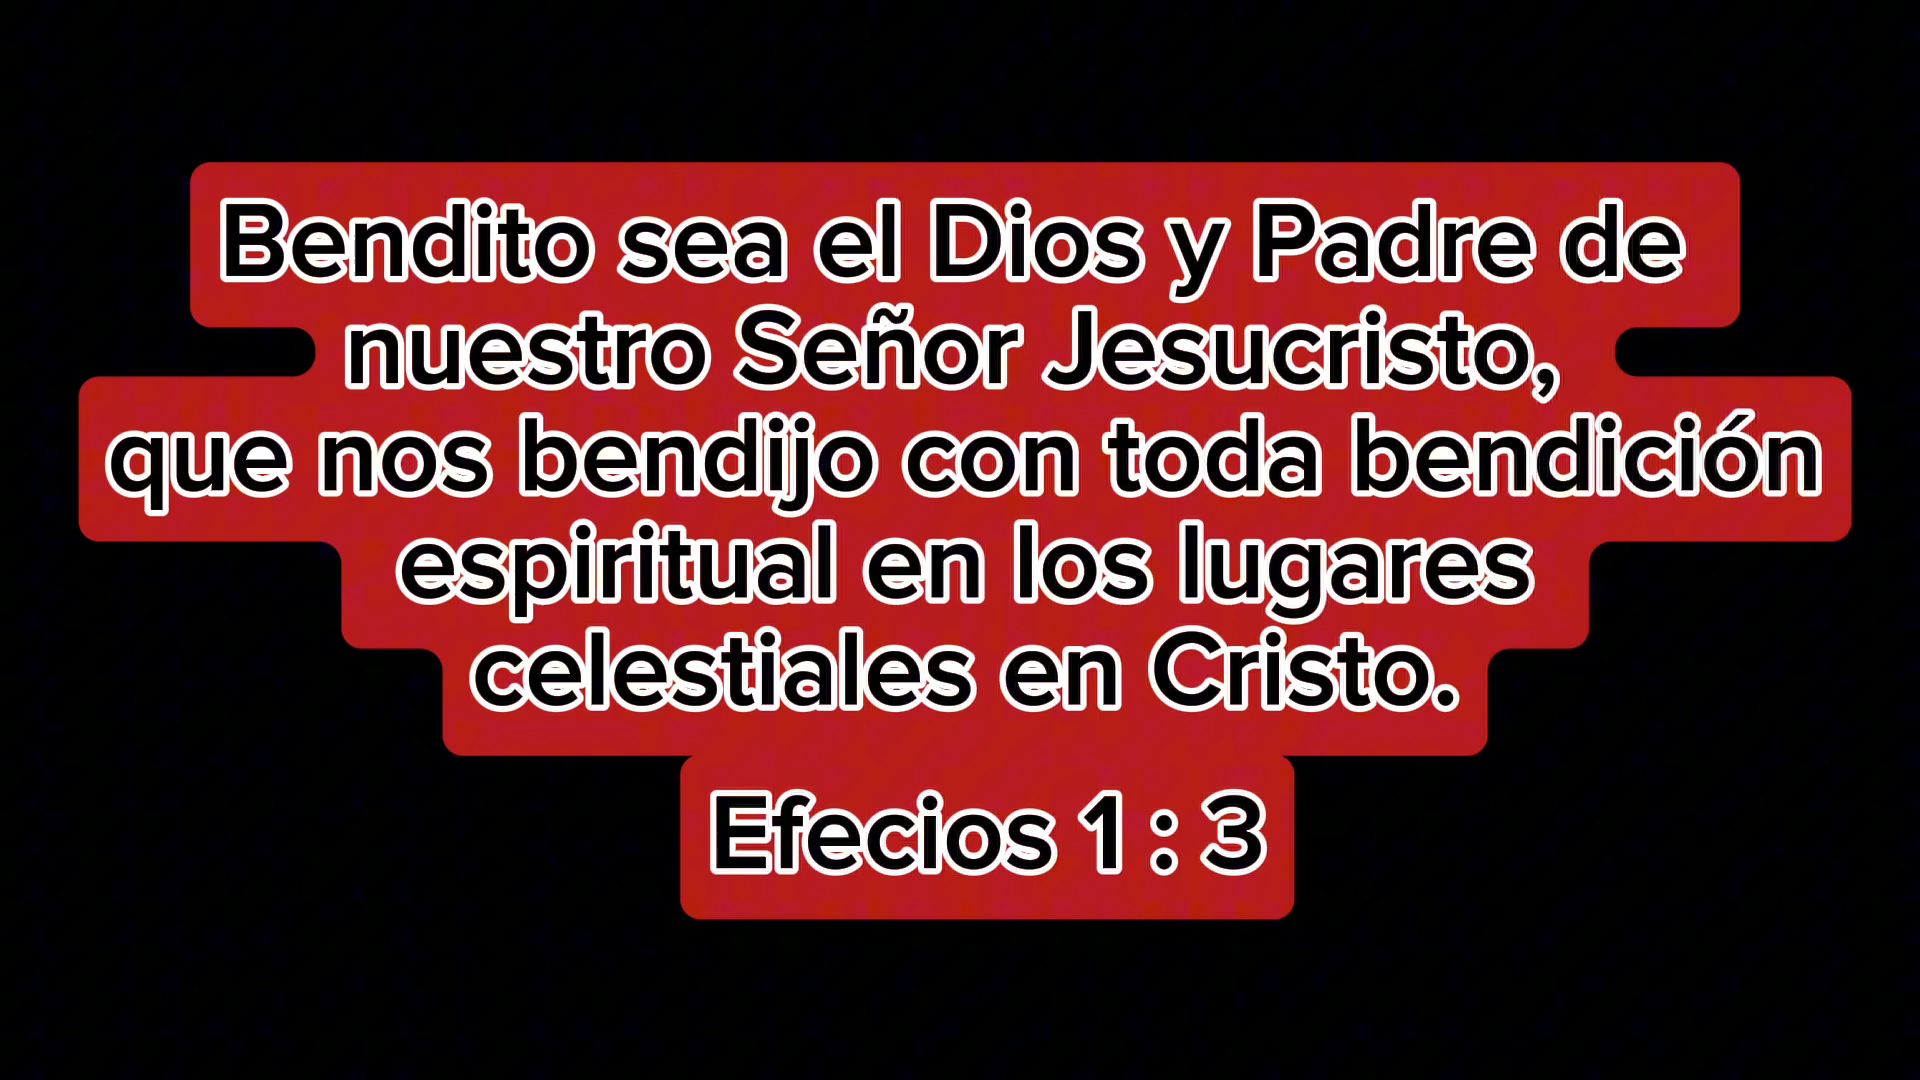 Bendito sea el Dios y Padre de
nuestro Señor Jesucristo,
que nos bendijo con toda bendición
espiritual en los lugares
celestiales en Cristo.
Efecios 1 : 3